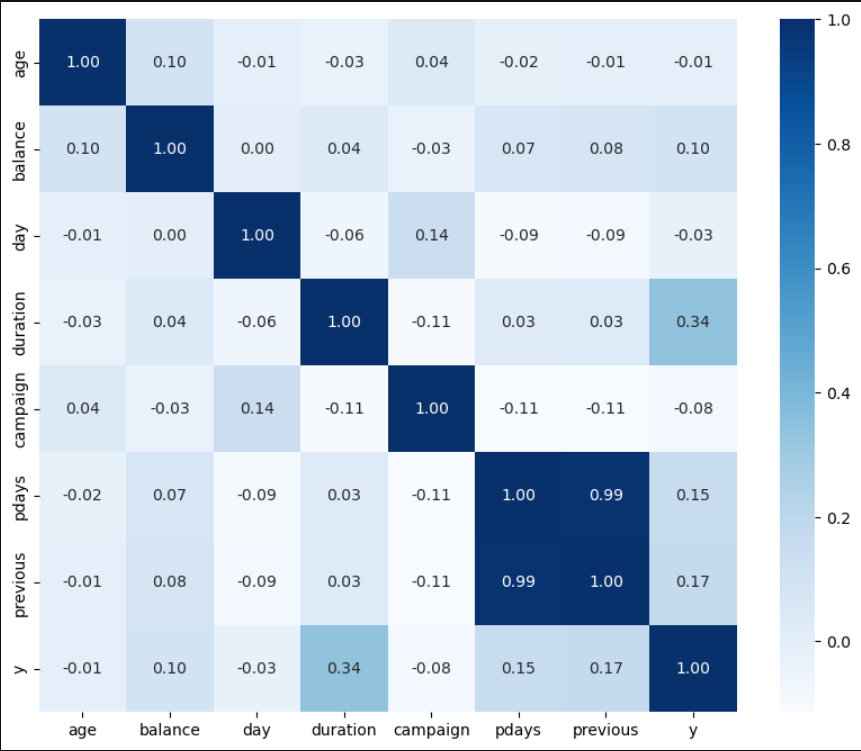 age 1.00 0.10 -0.01 -0.03 0.04 -0.02 -0.01 -0.01
balance 0.10 1.00 0.00 0.04 -0.03 0.07 0.08 0.10
day -0.01 0.00 1.00 -0.06 0.14 -0.09 -0.09 -0.03
duration -0.03 0.04 -0.06 1.00 -0.11 0.03 0.03 0.34
campaign 0.04 -0.03 0.14 -0.11 1.00 -0.11 -0.11 -0.08
pdays -0.02 0.07 -0.09 0.03 -0.11 1.00 0.99 0.15
previous -0.01 0.08 -0.09 0.03 -0.11 0.99 1.00 0.17
y -0.01 0.10 -0.03 0.34 -0.08 0.15 0.17 1.00
age balance day duration campaign pdays previous y
1.0
0.8
0.6
0.4
0.2
0.0